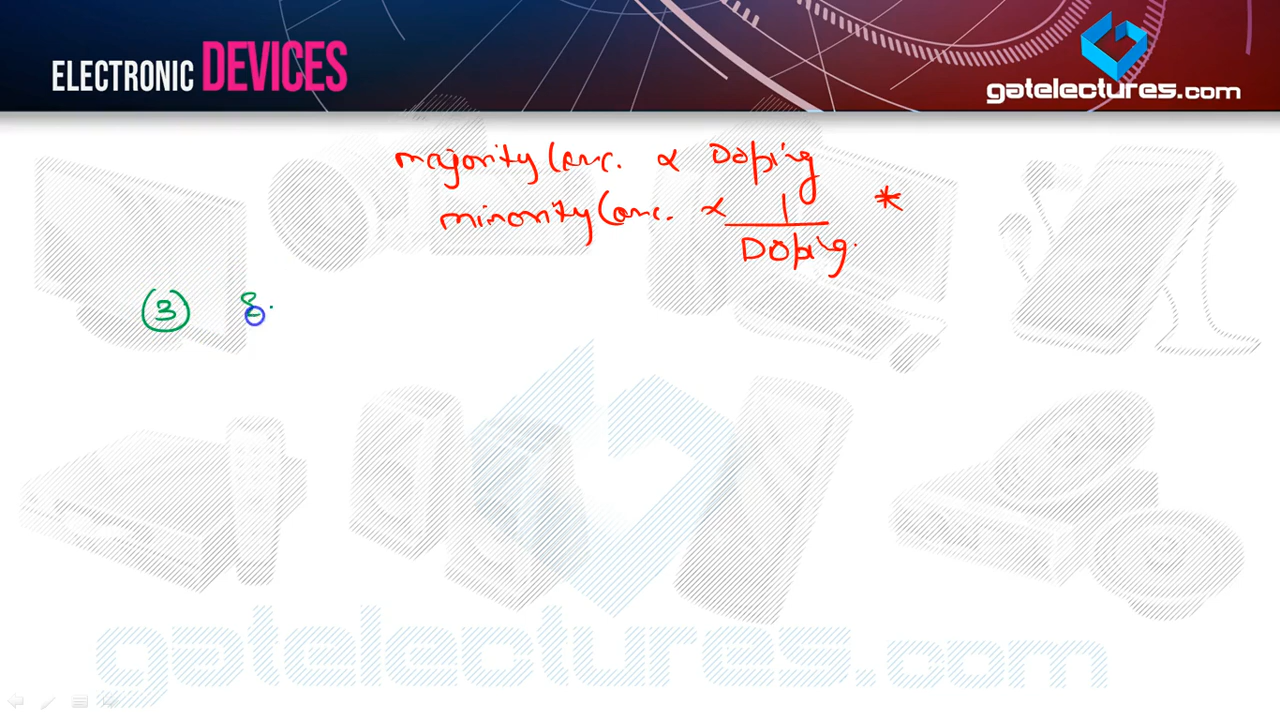 ELECTRONIC DEVICES
gatelectures.com
majority Conc. ∝ Doping
minority Conc. ∝ 1 / Doping. *
③
gatelectures.com